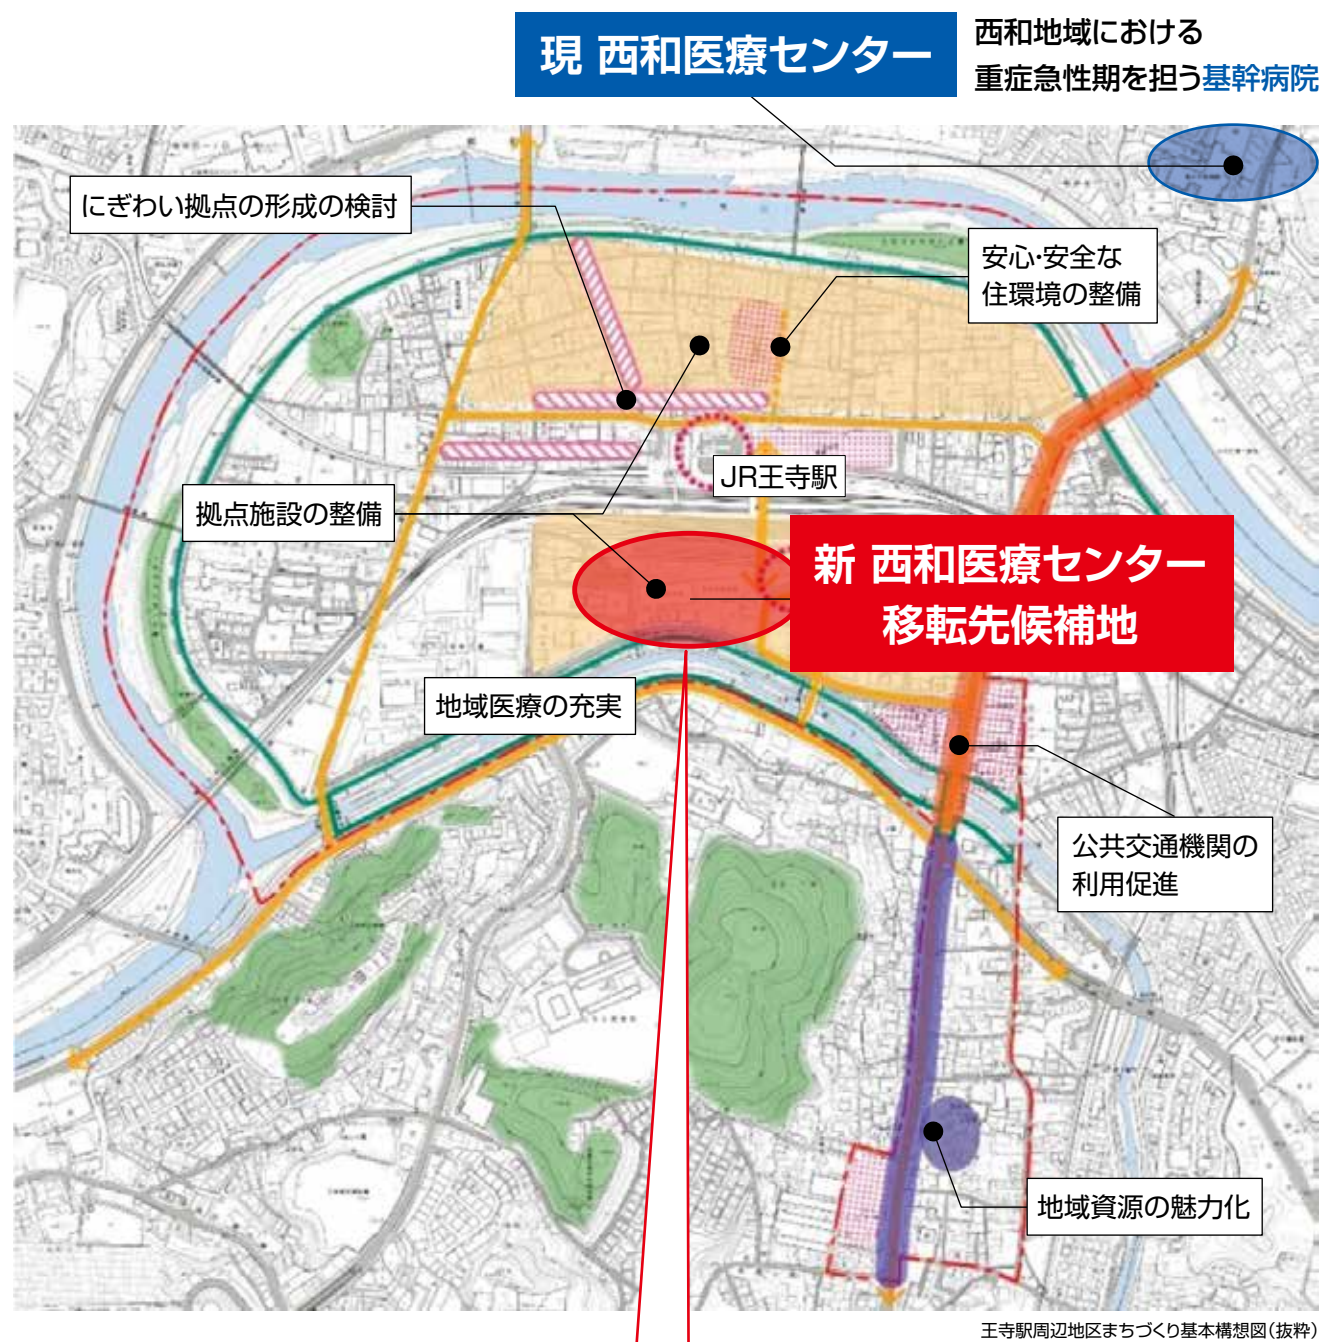 現 西和医療センター
西和地域における
重症急性期を担う基幹病院
にぎわい拠点の形成の検討
安心・安全な
住環境の整備
JR王寺駅
拠点施設の整備
新 西和医療センター
移転先候補地
地域医療の充実
公共交通機関の
利用促進
地域資源の魅力化
王寺駅周辺地区まちづくり基本構想図(抜粋)